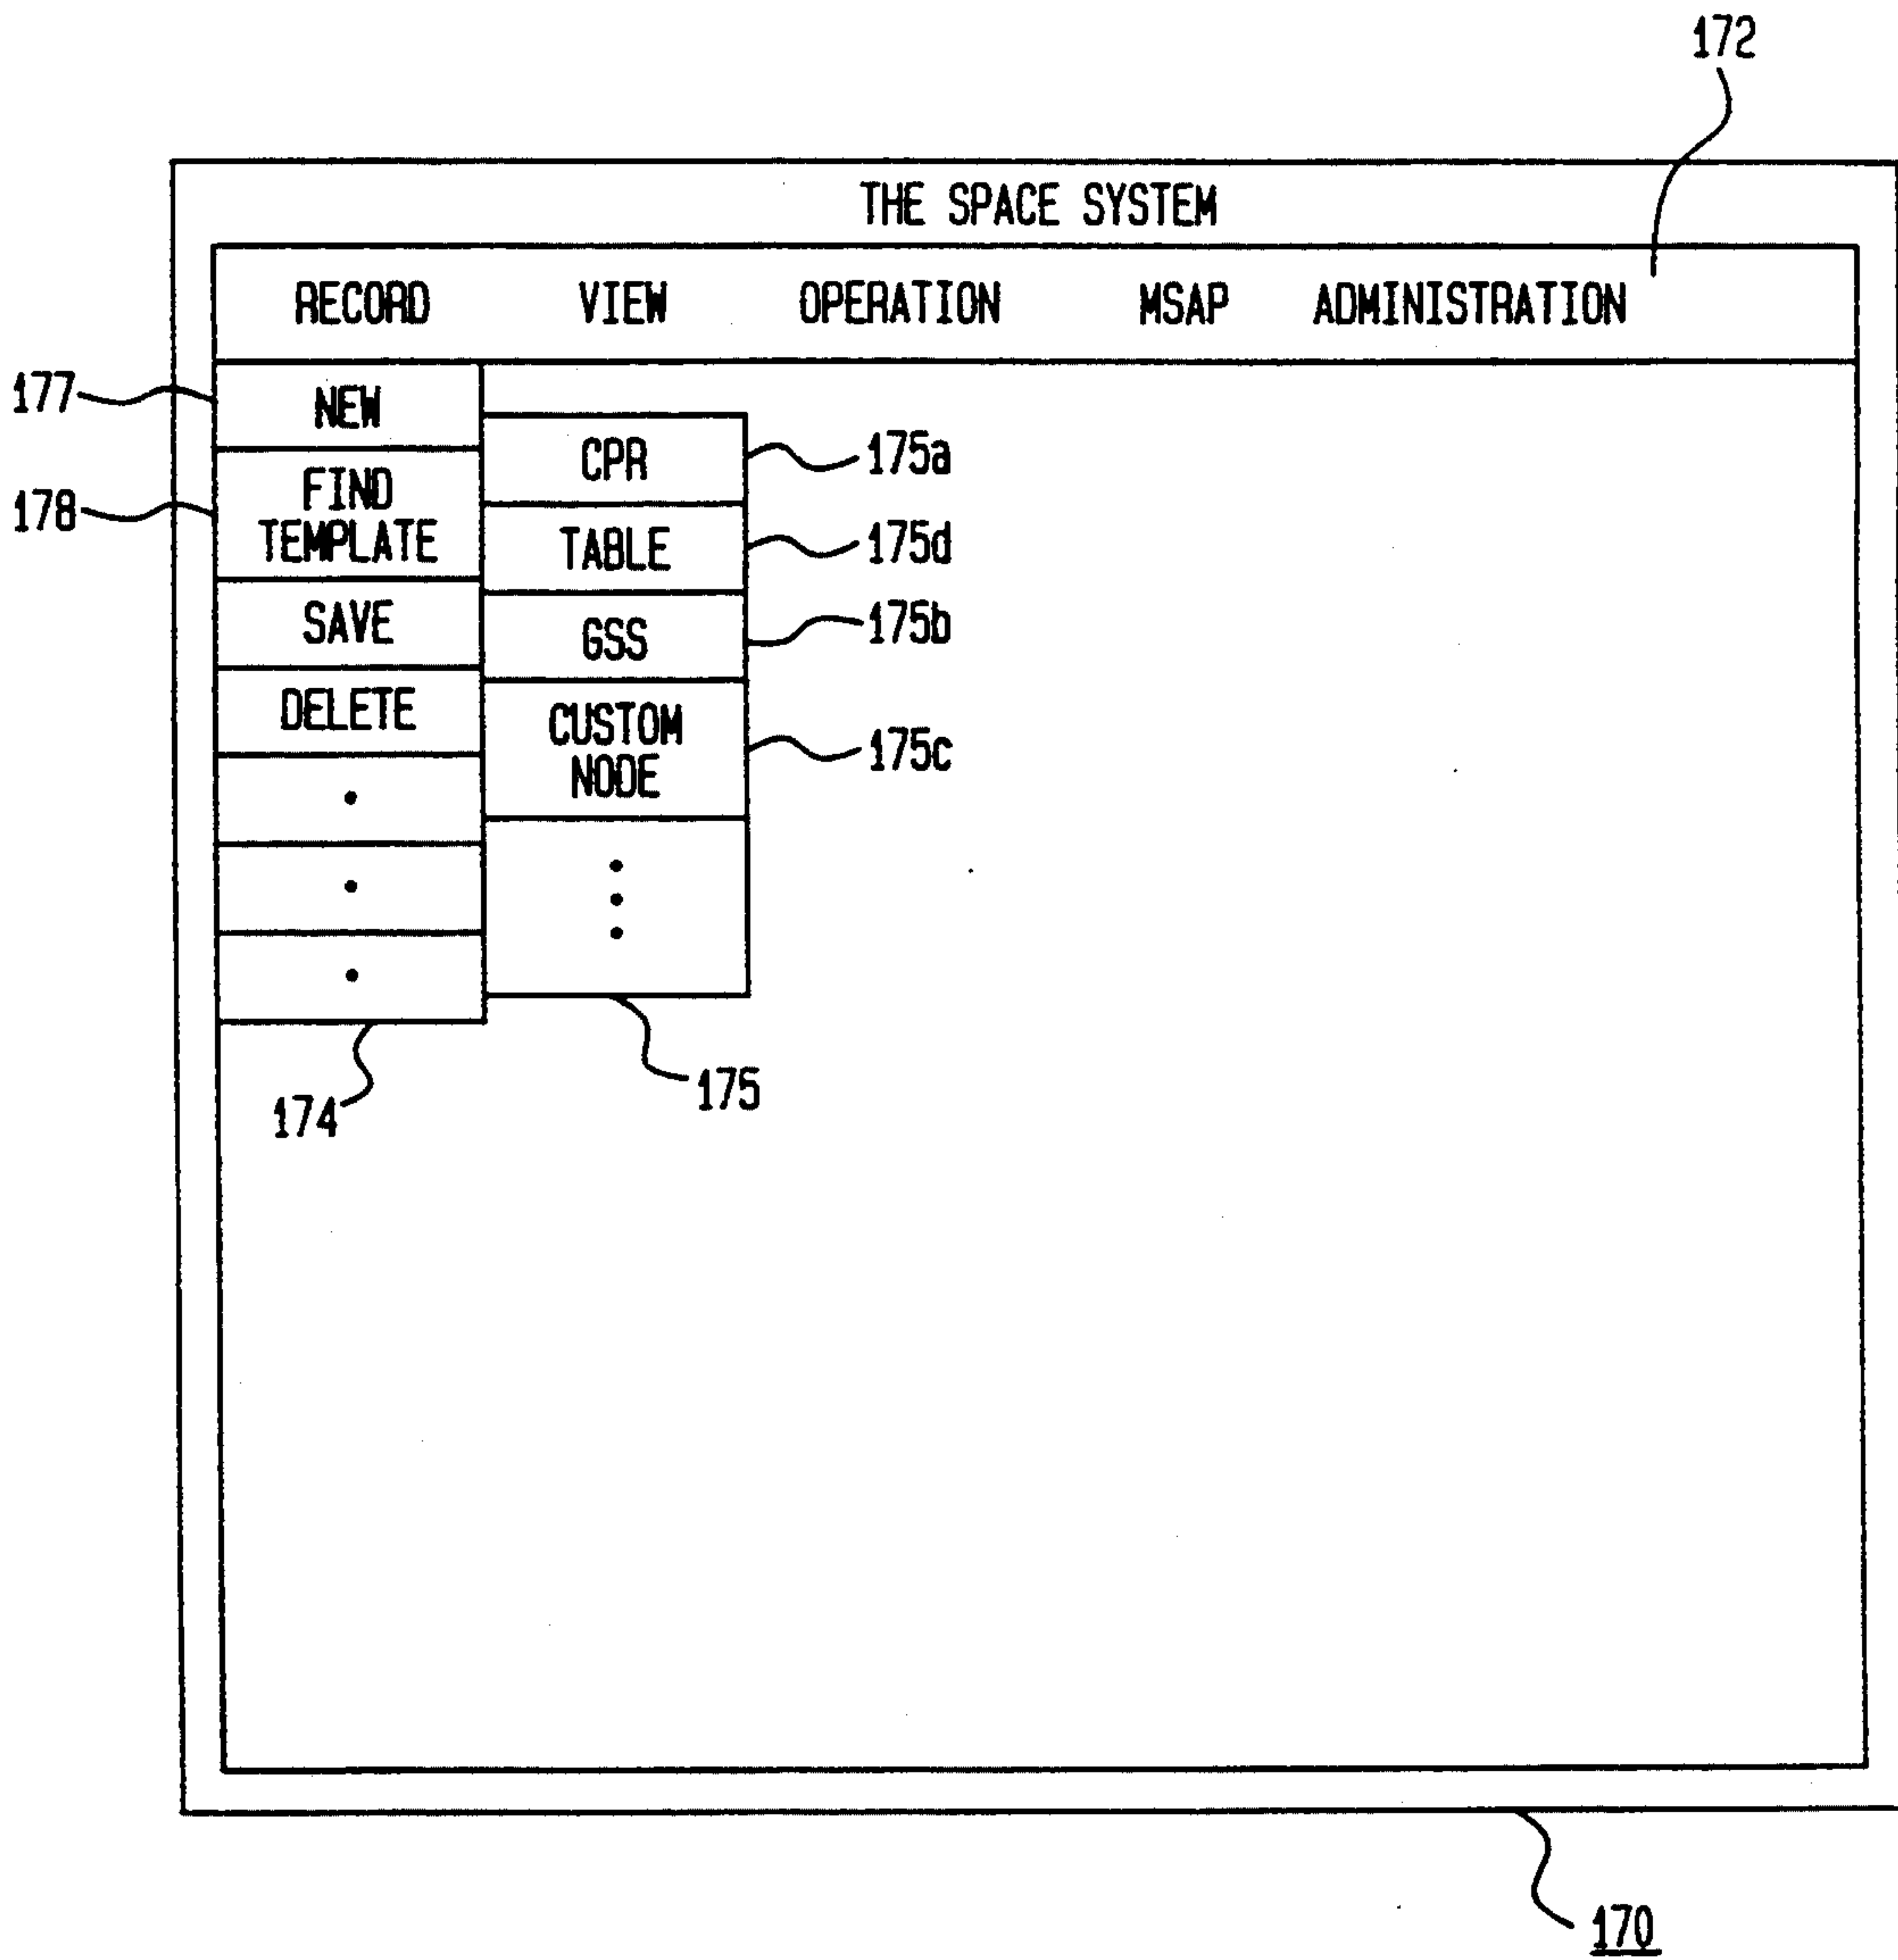 172
THE SPACE SYSTEM
RECORD VIEW OPERATION MSAP ADMINISTRATION
177
NEW
CPR
175a
178
FIND
TEMPLATE
TABLE
175d
SAVE
GSS
175b
DELETE
CUSTOM
NODE
175c
174
175
170